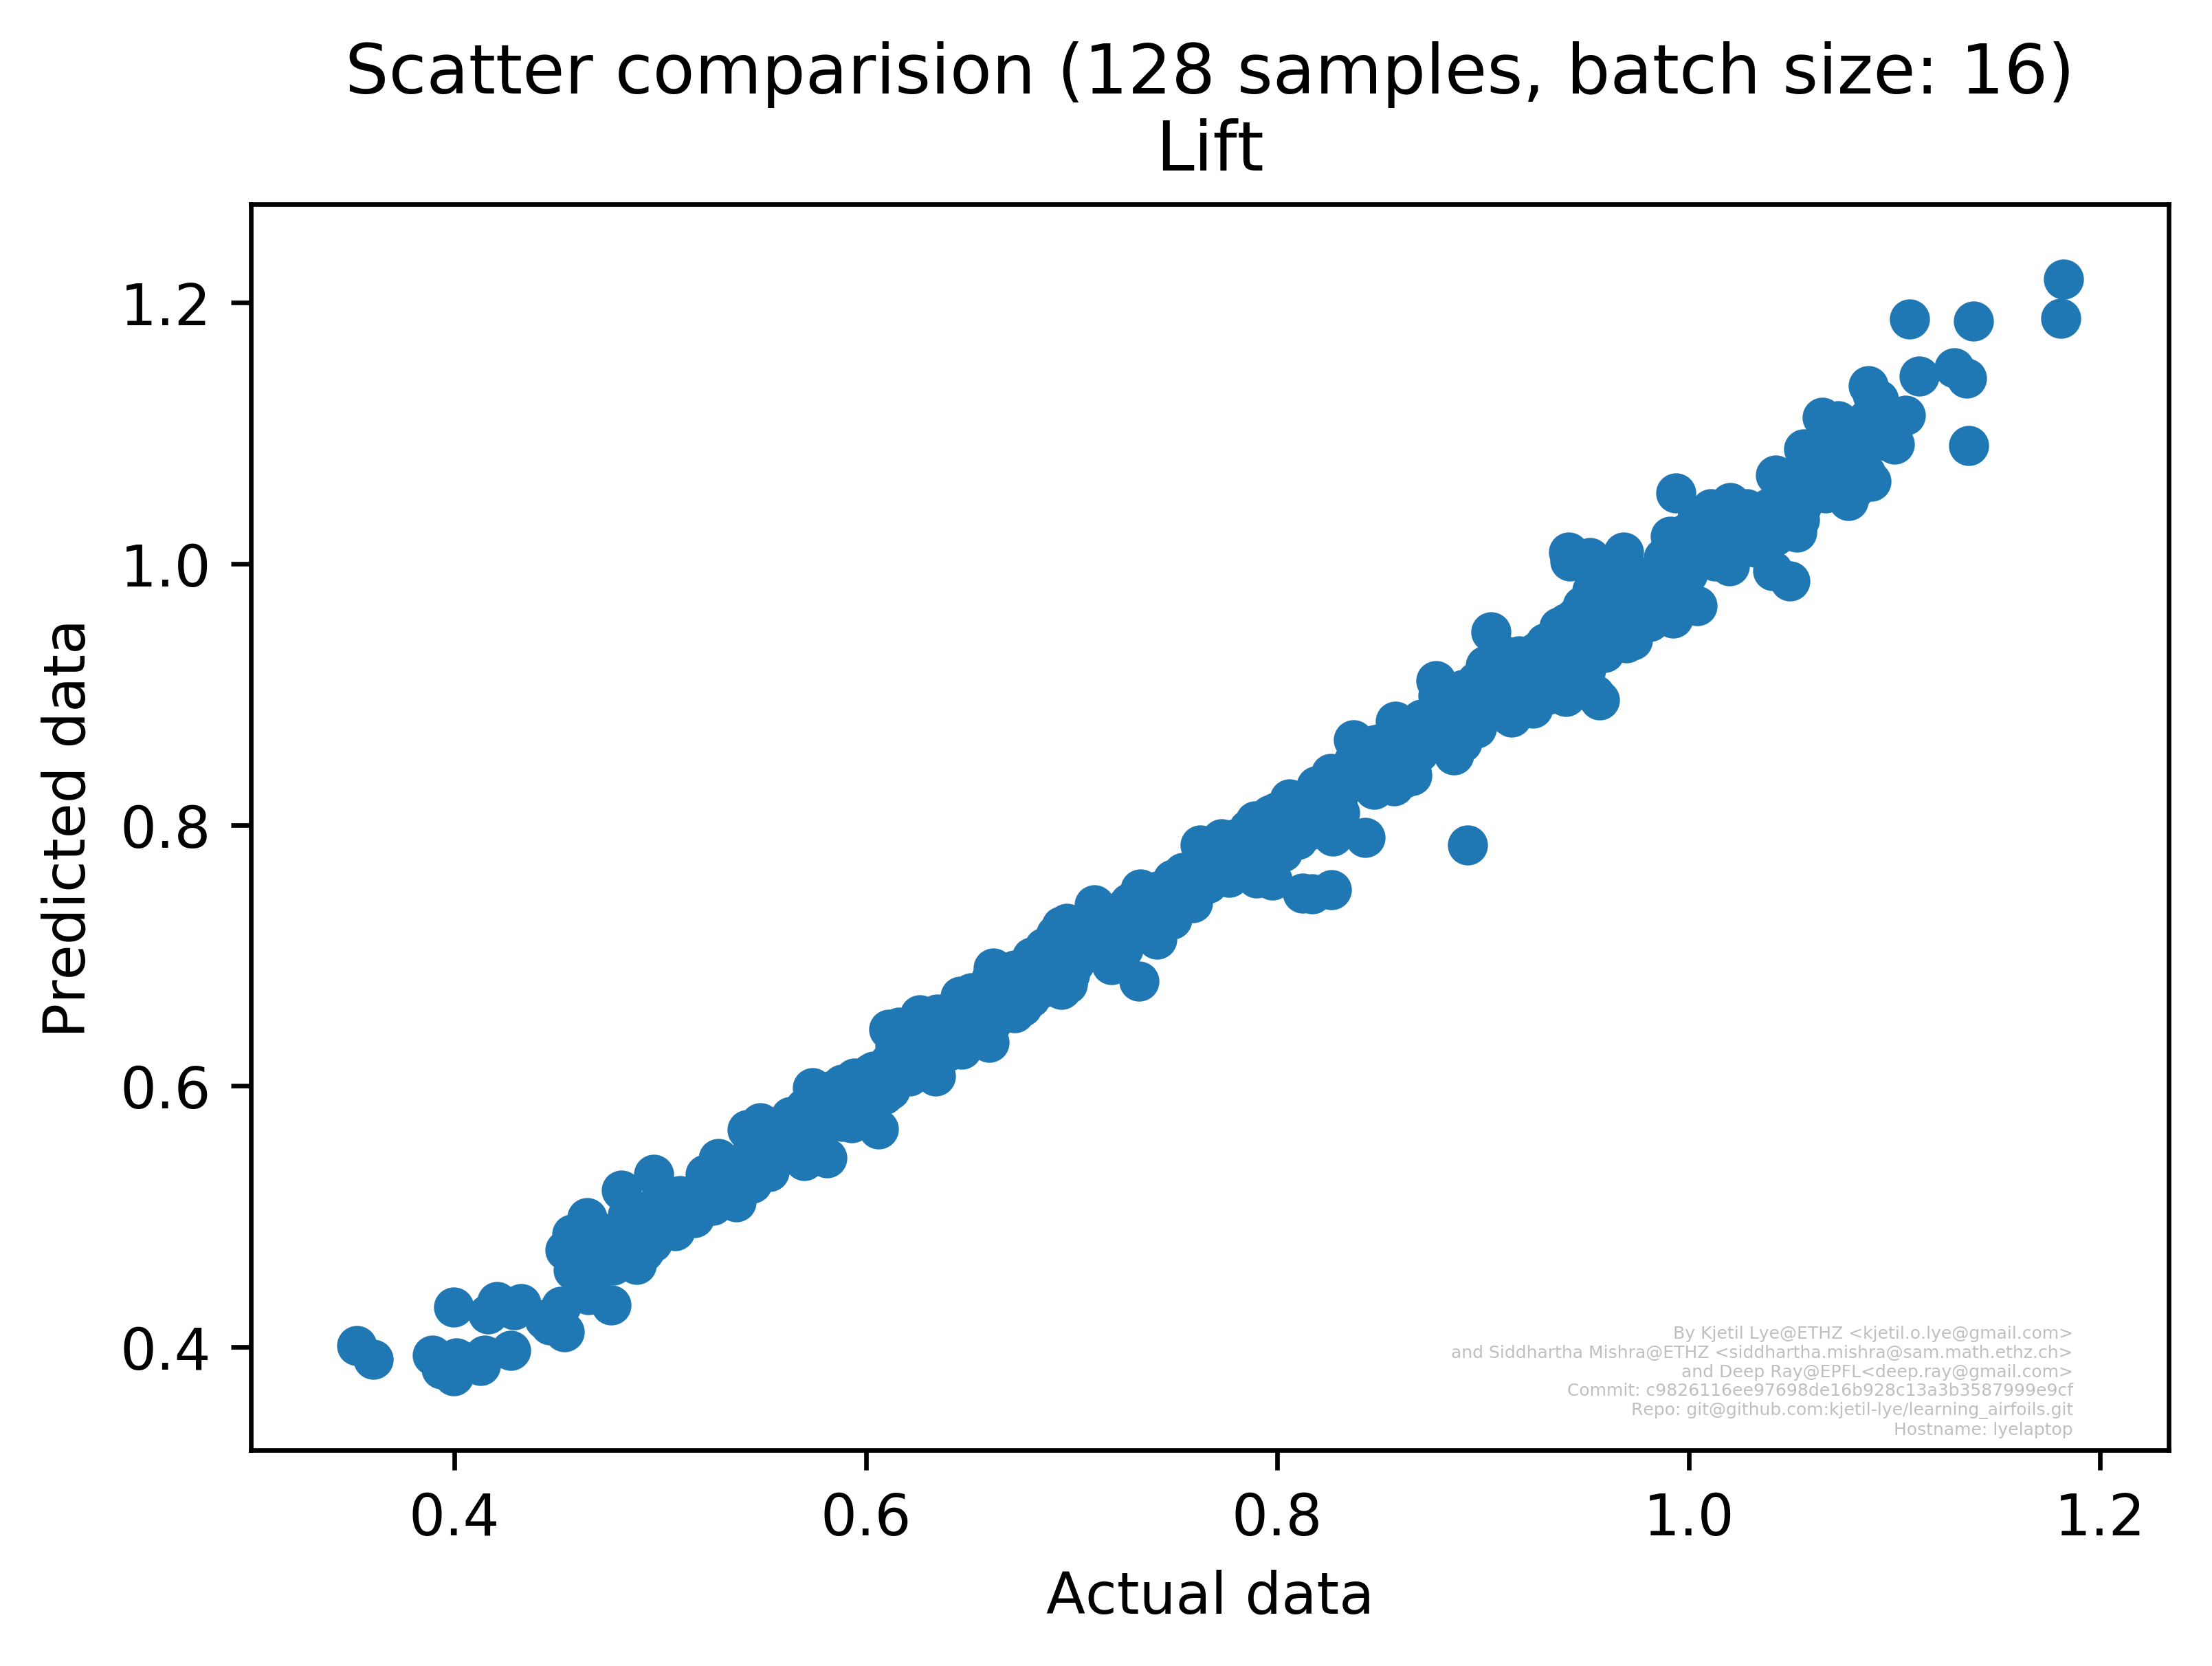 Scatter comparision (128 samples, batch size: 16)
Lift
1.2
1.0
0.8
0.6
0.4
Predicted data
By Kjetil Lye@ETHZ <kjetil.o.lye@gmail.com>
and Siddhartha Mishra@ETHZ <siddhartha.mishra@sam.math.ethz.ch>
and Deep Ray@EPFL<deep.ray@gmail.com>
Commit: c9826116ee97698de16b928c13a3b3587999e9cf
Repo: git@github.com:kjetil-lye/learning_airfoils.git
Hostname: lyelaptop
0.4 0.6 0.8 1.0 1.2
Actual data